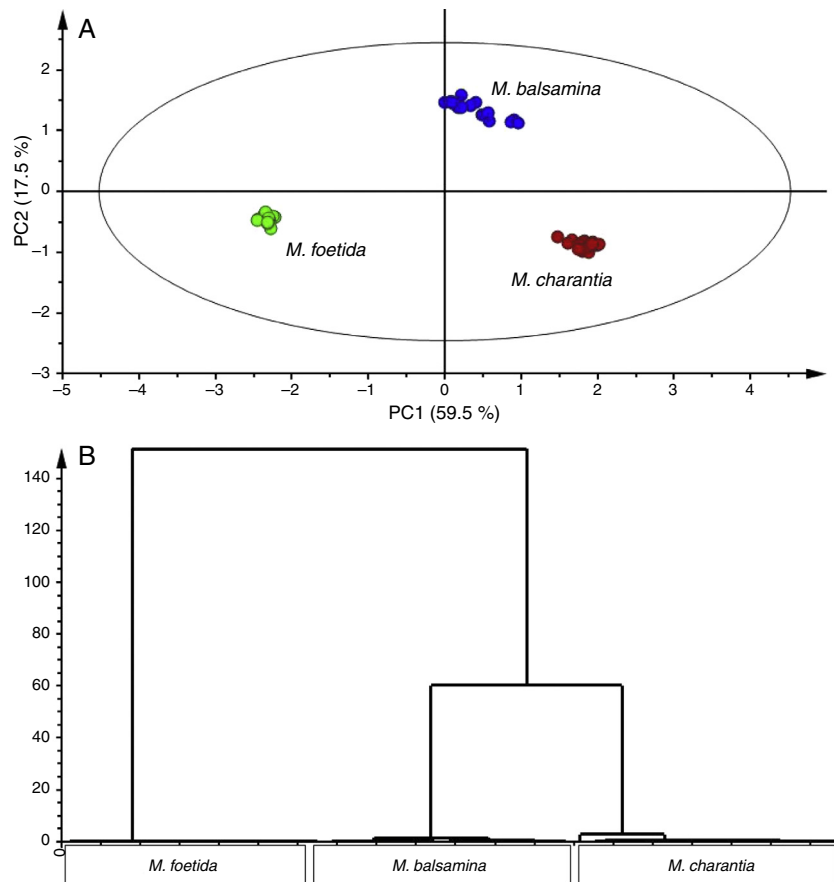 A
PC2 (17.5 %)
2
1
0
–1
–2
–3
M. balsamina
M. foetida
M. charantia
–5
–4
–3
–2
–1
0
1
2
3
4
PC1 (59.5 %)
B
140
120
100
80
60
40
20
0
0
M. foetida
M. balsamina
M. charantia